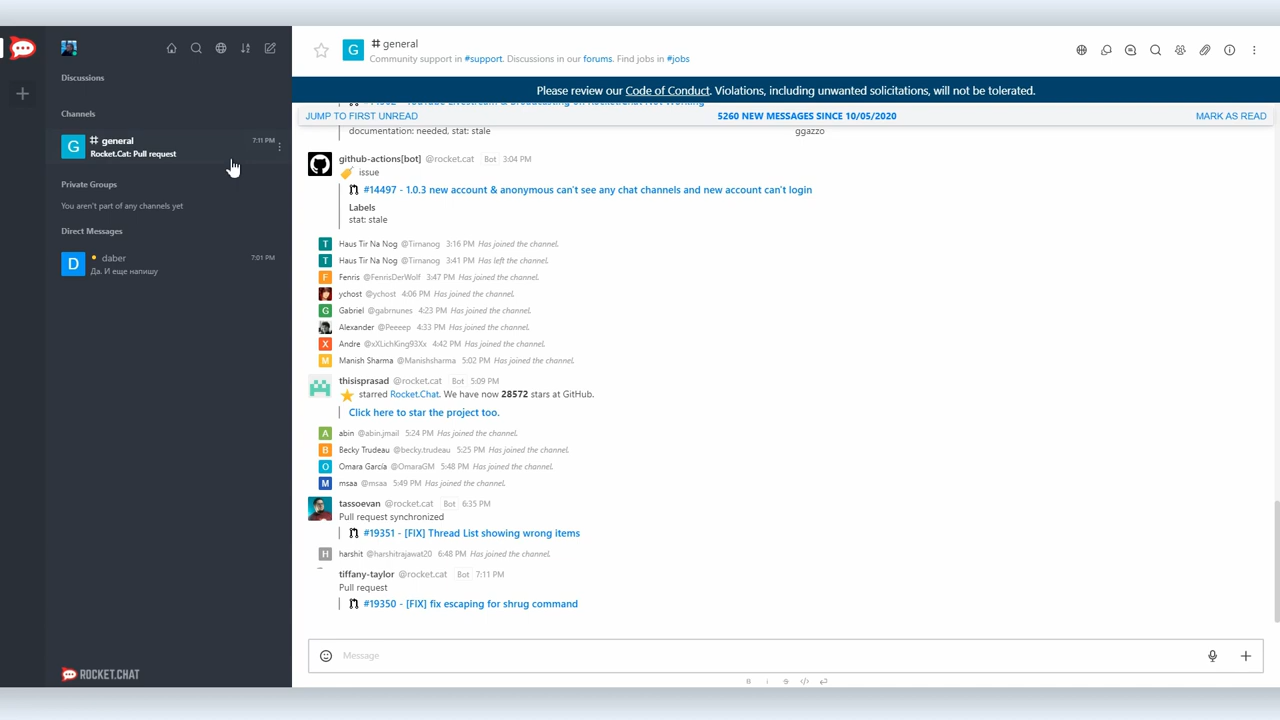 Discussions
Channels
G
general
7:11 PM
Rocket.Cat: Pull request
Private Groups
You aren't part of any channels yet
Direct Messages
D
daber
7:01 PM
Да. И еще напишу
ROCKET.CHAT
G
# general
Community support in #support. Discussions in our forums. Find jobs in #jobs
Please review our Code of Conduct. Violations, including unwanted solicitations, will not be tolerated.
JUMP TO FIRST UNREAD
5260 NEW MESSAGES SINCE 10/05/2020
MARK AS READ
documentation: needed, stat: stale
ggazzo
github-actions[bot] @rocket.cat Bot 3:04 PM
issue
#14497 - 1.0.3 new account & anonymous can't see any chat channels and new account can't login
Labels
stat: stale
T Haus Tir Na Nog @Tirnanog 3:16 PM Has joined the channel.
T Haus Tir Na Nog @Tirnanog 3:41 PM Has left the channel.
F Fenris @FenrisDerWolf 3:47 PM Has joined the channel.
ychost @ychost 4:06 PM Has joined the channel.
G Gabriel @gabrnunes 4:23 PM Has joined the channel.
Alexander @Peeeep 4:33 PM Has joined the channel.
X Andre @xXLichKing93Xx 4:42 PM Has joined the channel.
M Manish Sharma @Manishsharma 5:02 PM Has joined the channel.
thisisprasad @rocket.cat Bot 5:09 PM
starred Rocket.Chat. We have now 28572 stars at GitHub.
Click here to star the project too.
A abin @abin.jmail 5:24 PM Has joined the channel.
B Becky Trudeau @becky.trudeau 5:25 PM Has joined the channel.
O Omara García @OmaraGM 5:48 PM Has joined the channel.
M msaa @msaa 5:49 PM Has joined the channel.
tassoevan @rocket.cat Bot 6:35 PM
Pull request synchronized
#19351 - [FIX] Thread List showing wrong items
H harshit @harshitrajawat20 6:48 PM Has joined the channel.
tiffany-taylor @rocket.cat Bot 7:11 PM
Pull request
#19350 - [FIX] fix escaping for shrug command
Message
B i S </>